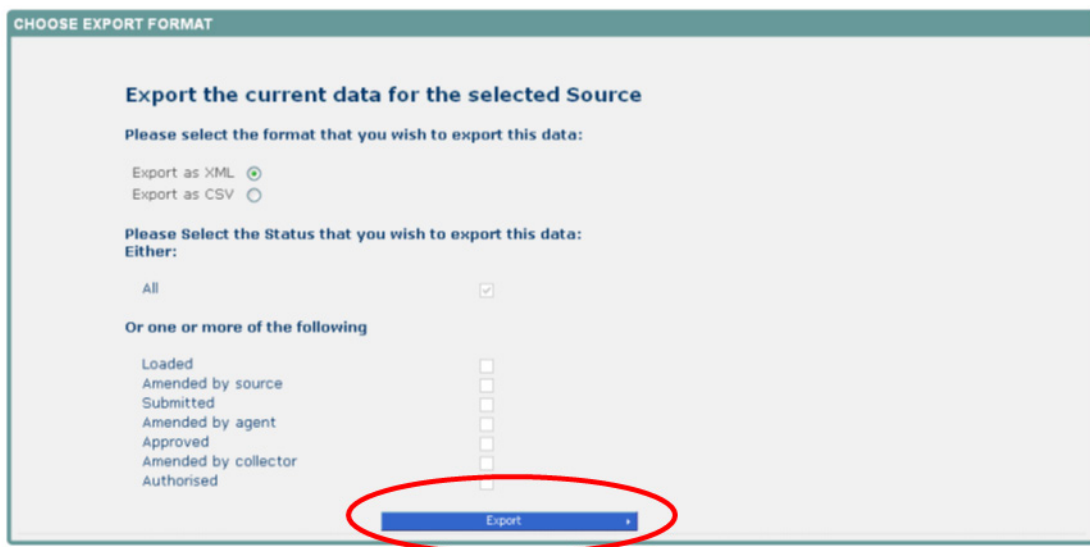 CHOOSE EXPORT FORMAT
Export the current data for the selected Source
Please select the format that you wish to export this data:
Export as XML
Export as CSV
Please Select the Status that you wish to export this data:
Either:
All
Or one or more of the following
Loaded
Amended by source
Submitted
Amended by agent
Approved
Amended by collector
Authorised
Export